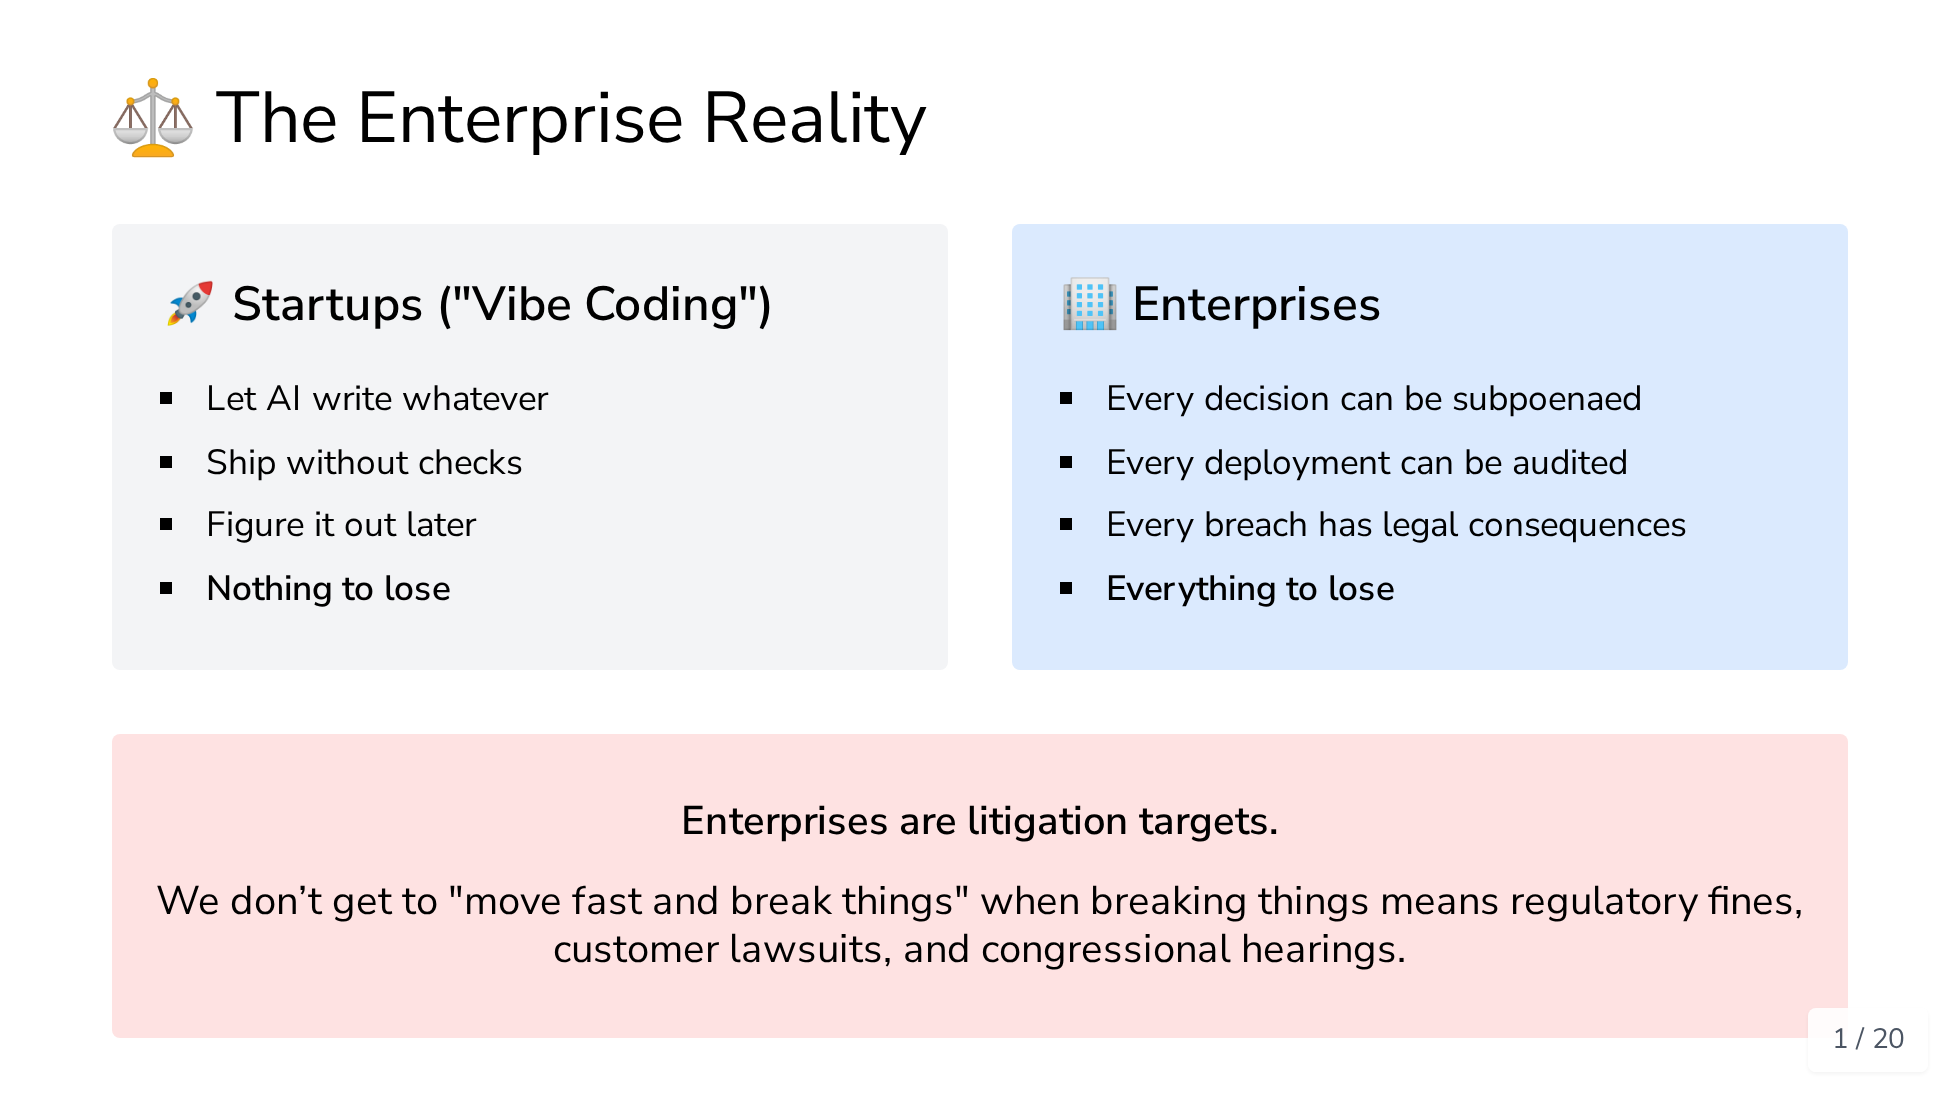 The Enterprise Reality
Startups ("Vibe Coding")
Let AI write whatever
Ship without checks
Figure it out later
Nothing to lose
Enterprises
Every decision can be subpoenaed
Every deployment can be audited
Every breach has legal consequences
Everything to lose
Enterprises are litigation targets.
We don’t get to "move fast and break things" when breaking things means regulatory fines,
customer lawsuits, and congressional hearings.
1 / 20